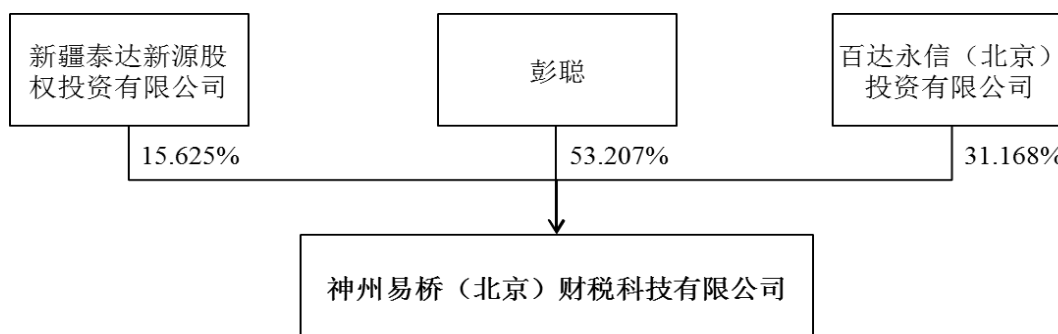 新疆泰达新源股
权投资有限公司
彭聪
百达永信（北京）
投资有限公司
15.625%
53.207%
31.168%
神州易桥（北京）财税科技有限公司